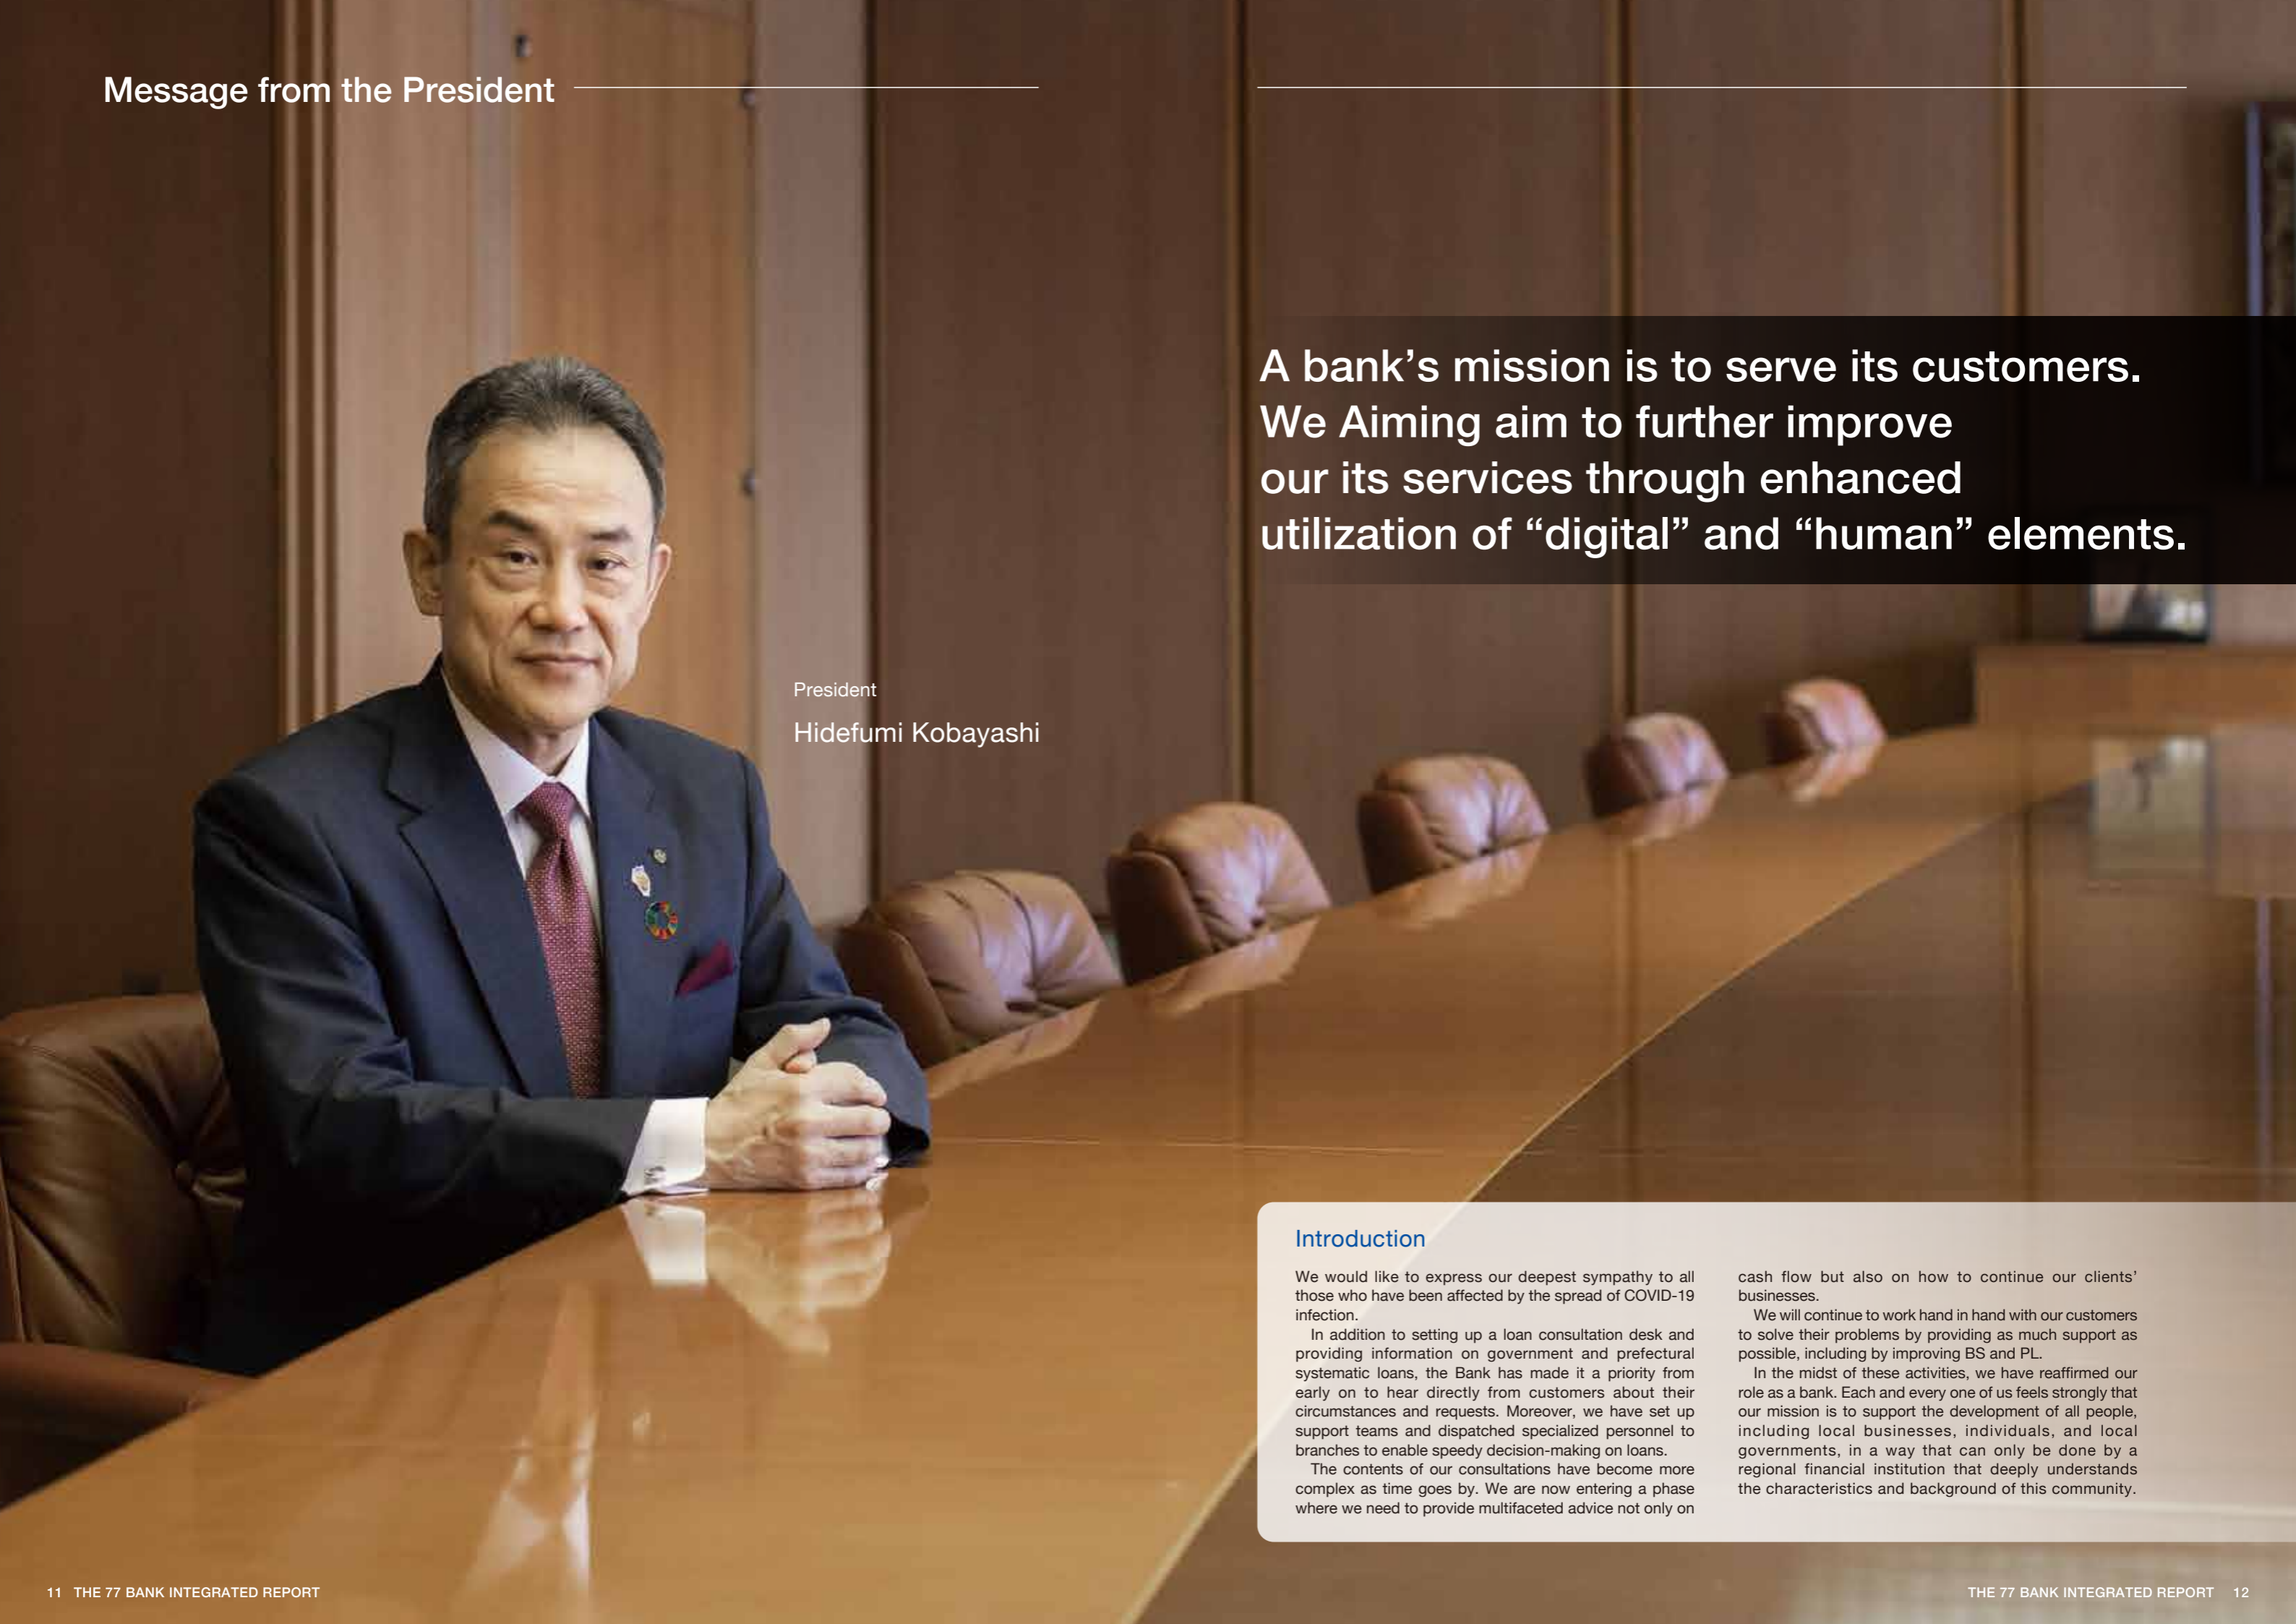 Message from the President
A bank’s mission is to serve its customers.
We Aiming aim to further improve
our its services through enhanced
utilization of “digital” and “human” elements.
President
Hidefumi Kobayashi
Introduction
We would like to express our deepest sympathy to all
those who have been affected by the spread of COVID-19
infection.
In addition to setting up a loan consultation desk and
providing information on government and prefectural
systematic loans, the Bank has made it a priority from
early on to hear directly from customers about their
circumstances and requests. Moreover, we have set up
support teams and dispatched specialized personnel to
branches to enable speedy decision-making on loans.
The contents of our consultations have become more
complex as time goes by. We are now entering a phase
where we need to provide multifaceted advice not only on
cash flow but also on how to continue our clients’
businesses.
We will continue to work hand in hand with our customers
to solve their problems by providing as much support as
possible, including by improving BS and PL.
In the midst of these activities, we have reaffirmed our
role as a bank. Each and every one of us feels strongly that
our mission is to support the development of all people,
including local businesses, individuals, and local
governments, in a way that can only be done by a
regional financial institution that deeply understands
the characteristics and background of this community.
11 THE 77 BANK INTEGRATED REPORT
THE 77 BANK INTEGRATED REPORT 12